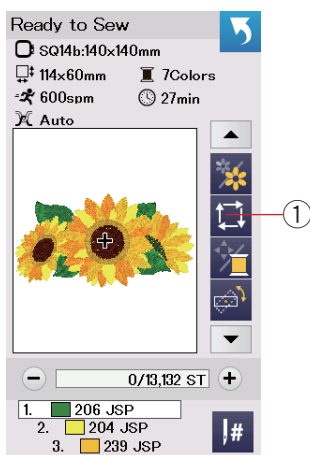 Ready to Sew
SQ14b:140x140mm
114x60mm 7Colors
600spm 27min
Auto
1
0/13,132 ST
1. 206 JSP
2. 204 JSP
3. 239 JSP
#